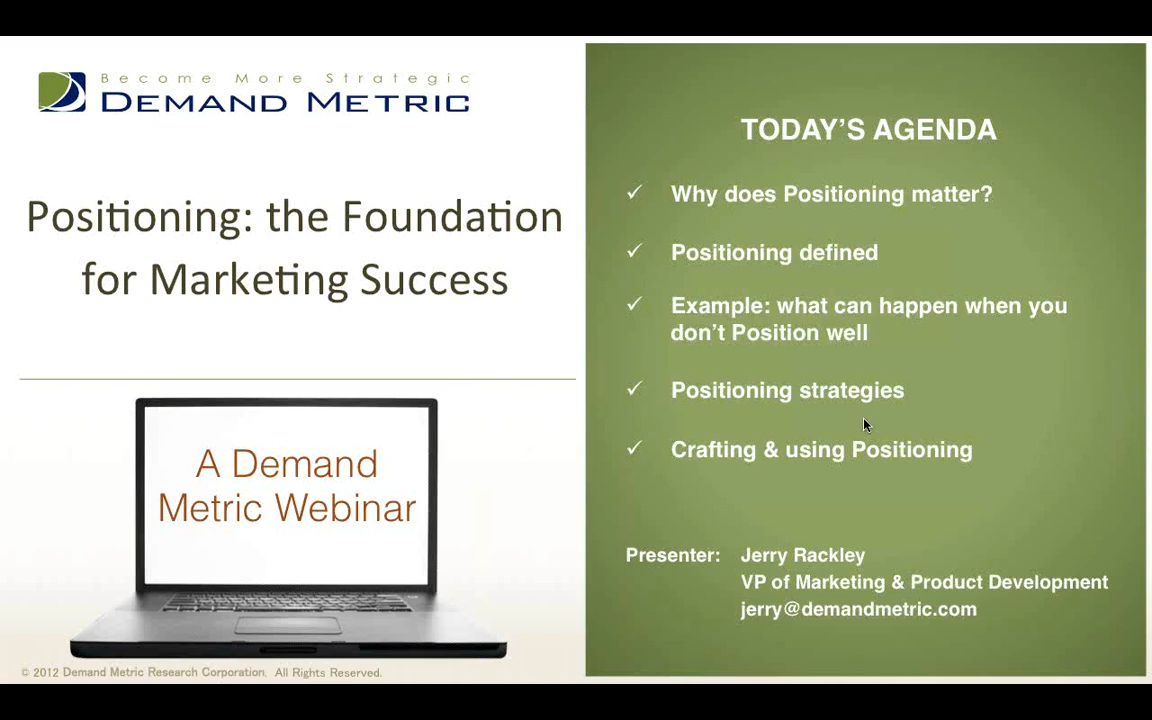 Become More Strategic
DEMAND METRIC
Positioning: the Foundation
for Marketing Success
A Demand
Metric Webinar
© 2012 Demand Metric Research Corporation. All Rights Reserved.
TODAY’S AGENDA
✓ Why does Positioning matter?
✓ Positioning defined
✓ Example: what can happen when you
don’t Position well
✓ Positioning strategies
✓ Crafting & using Positioning
Presenter: Jerry Rackley
VP of Marketing & Product Development
jerry@demandmetric.com